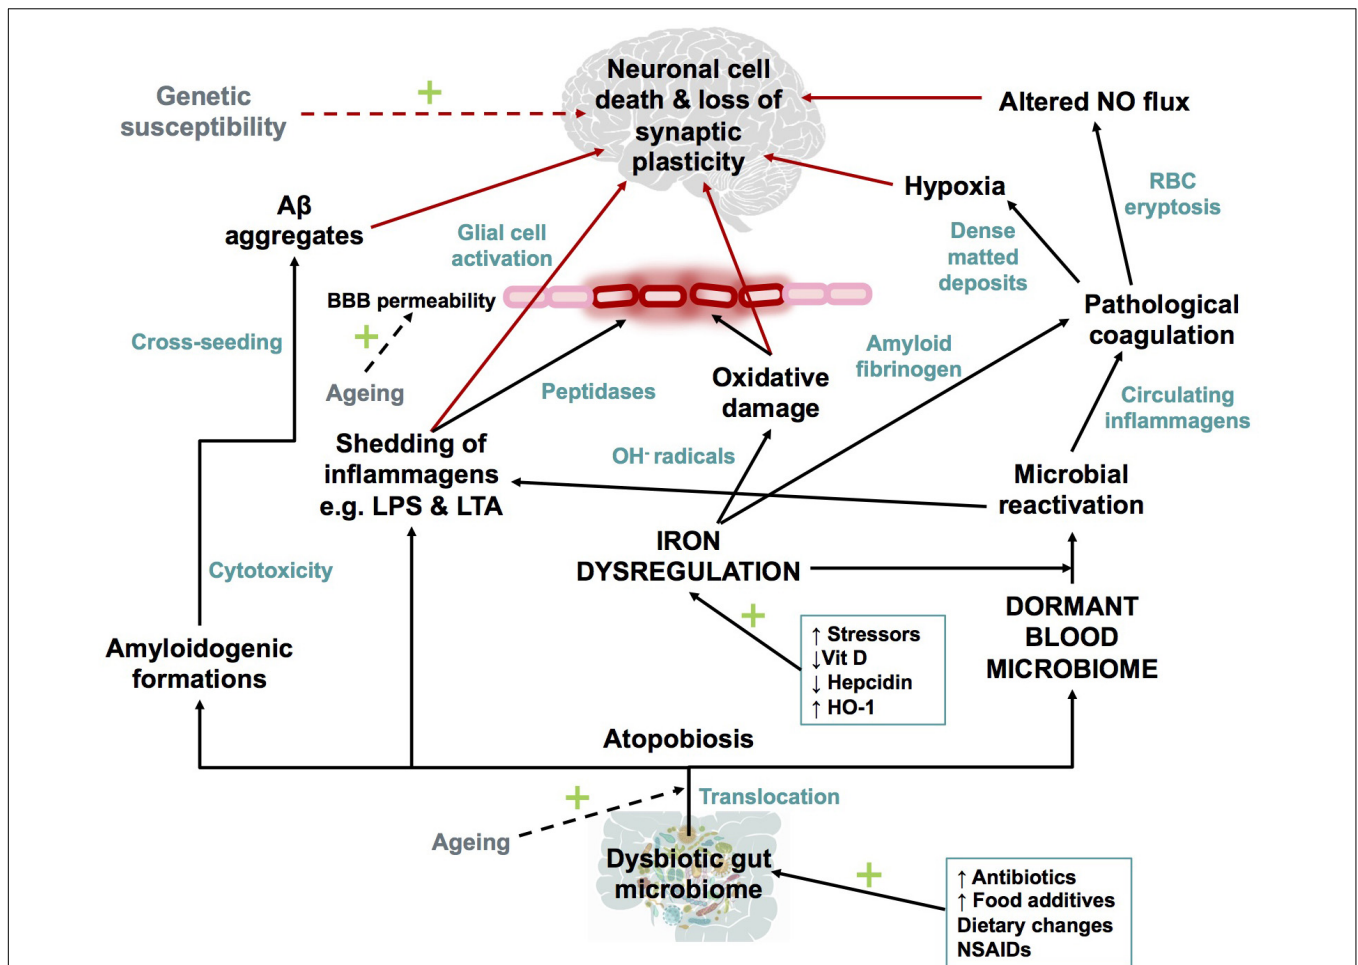 Neuronal cell
death & loss of
synaptic
plasticity
Genetic
susceptibility
+
Altered NO flux
Hypoxia
RBC
eryptosis
Aβ
aggregates
Glial cell
activation
Dense
matted
deposits
BBB permeability
+
Ageing
Cross-seeding
Pathological
coagulation
Amyloid
fibrinogen
Peptidases
Oxidative
damage
Circulating
inflammagens
Shedding of
inflammagens
e.g. LPS & LTA
OH- radicals
Microbial
reactivation
IRON
DYSREGULATION
Cytotoxicity
+
↑ Stressors
↓Vit D
↓ Hepcidin
↑ HO-1
DORMANT
BLOOD
MICROBIOME
Amyloidogenic
formations
Atopobiosis
+
Translocation
Ageing
Dysbiotic gut
microbiome
+
↑ Antibiotics
↑ Food additives
Dietary changes
NSAIDs